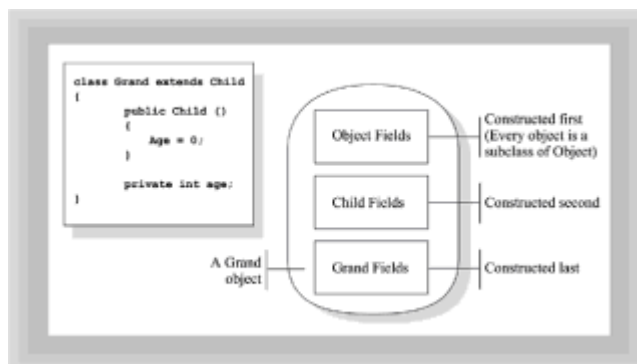 class Grand extends Child
{
public Child ()
{
Age = 0;
}
private int age;
}
Object Fields
Constructed first
(Every object is a
subclass of Object)
Child Fields
Constructed second
A Grand
object
Grand Fields
Constructed last